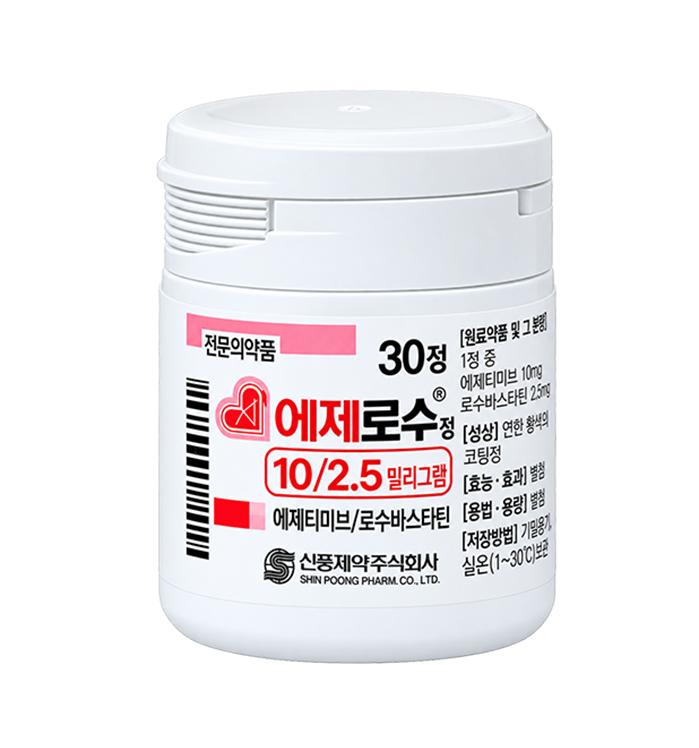 전문의약품
30정
에제로수®정
10/2.5 밀리그램
에제티미브/로수바스타틴
신풍제약주식회사
SHIN POONG PHARM. CO., LTD.
[원료약품 및 그 분량]
1정 중
에제티미브 10mg
로수바스타틴 2.5mg
[성상] 연한 황색의
코팅정
[효능·효과] 별첨
[용법·용량] 별첨
[저장방법] 기밀용기,
실온(1~30℃)보관